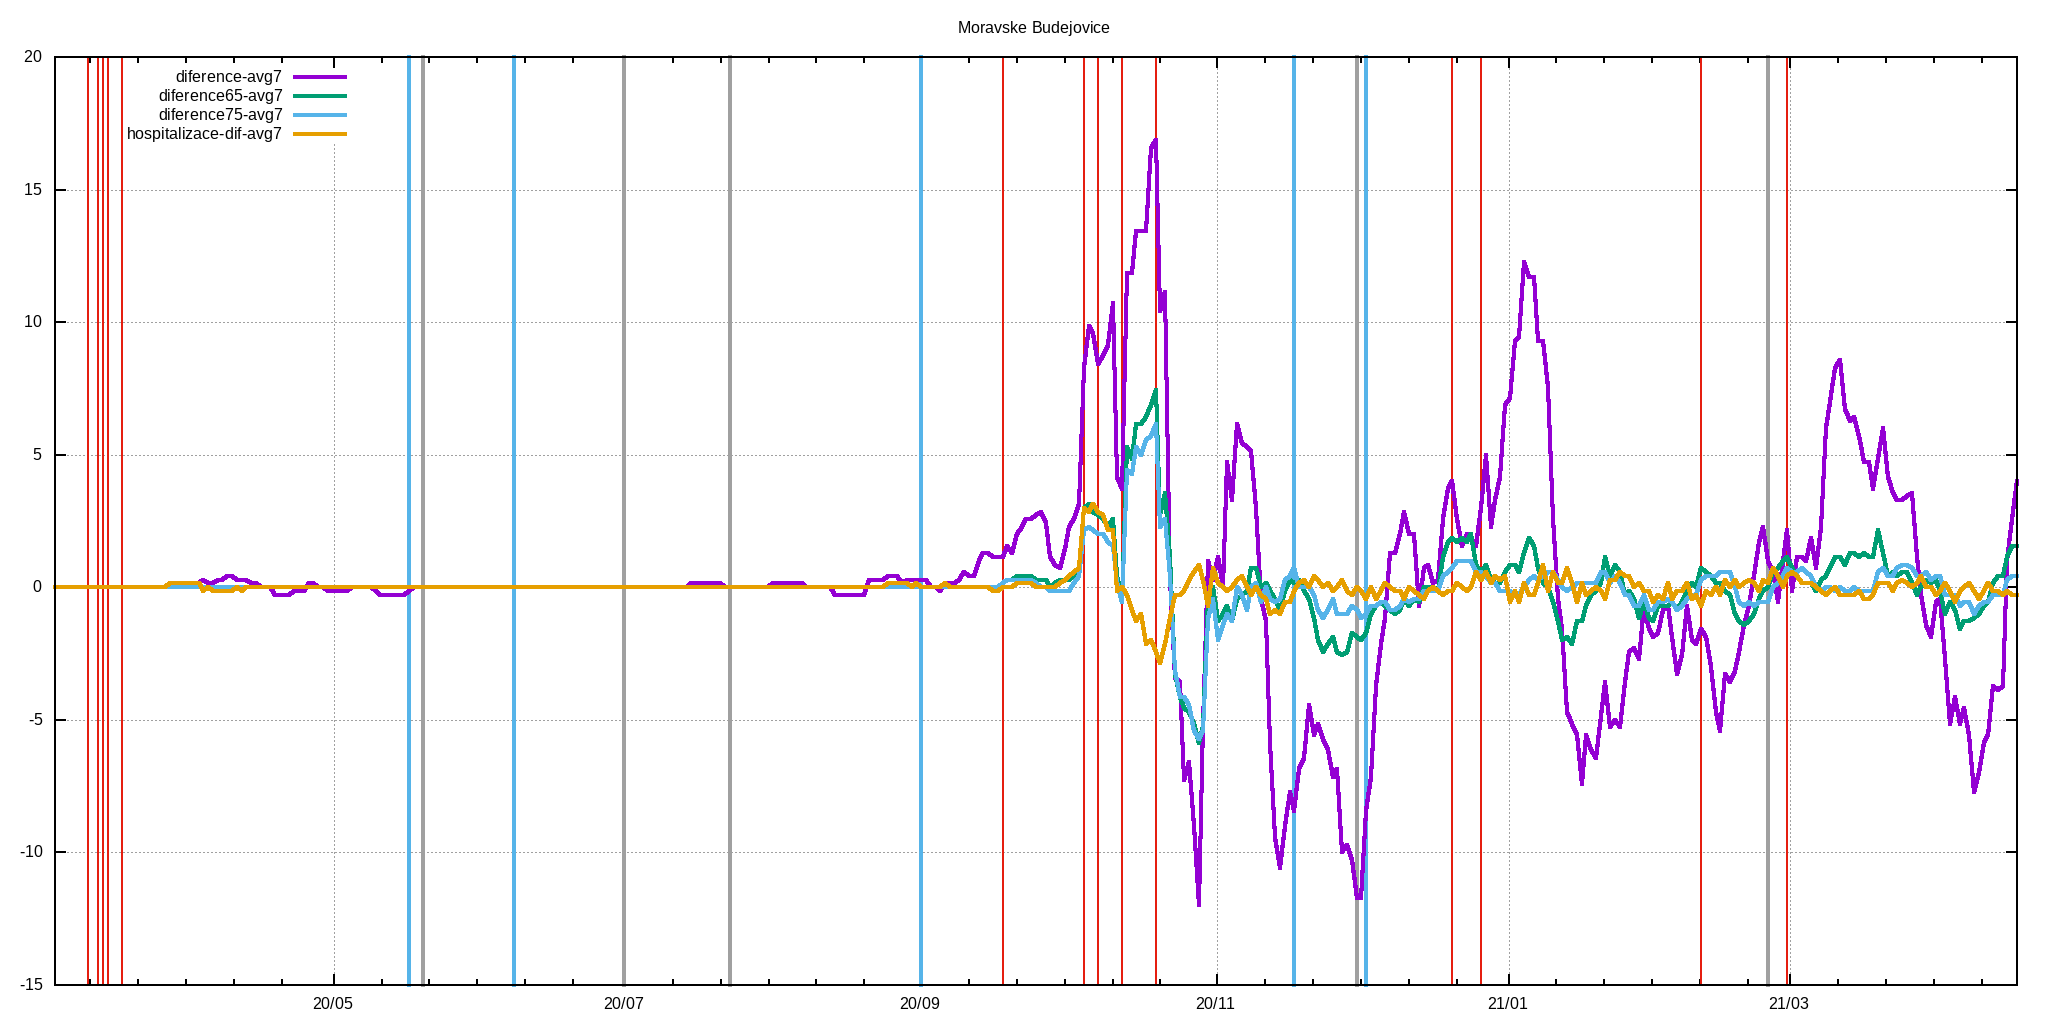 Moravske Budejovice
20
15
10
5
0
-5
-10
-15
diference-avg7
diference65-avg7
diference75-avg7
hospitalizace-dif-avg7
20/05
20/07
20/09
20/11
21/01
21/03